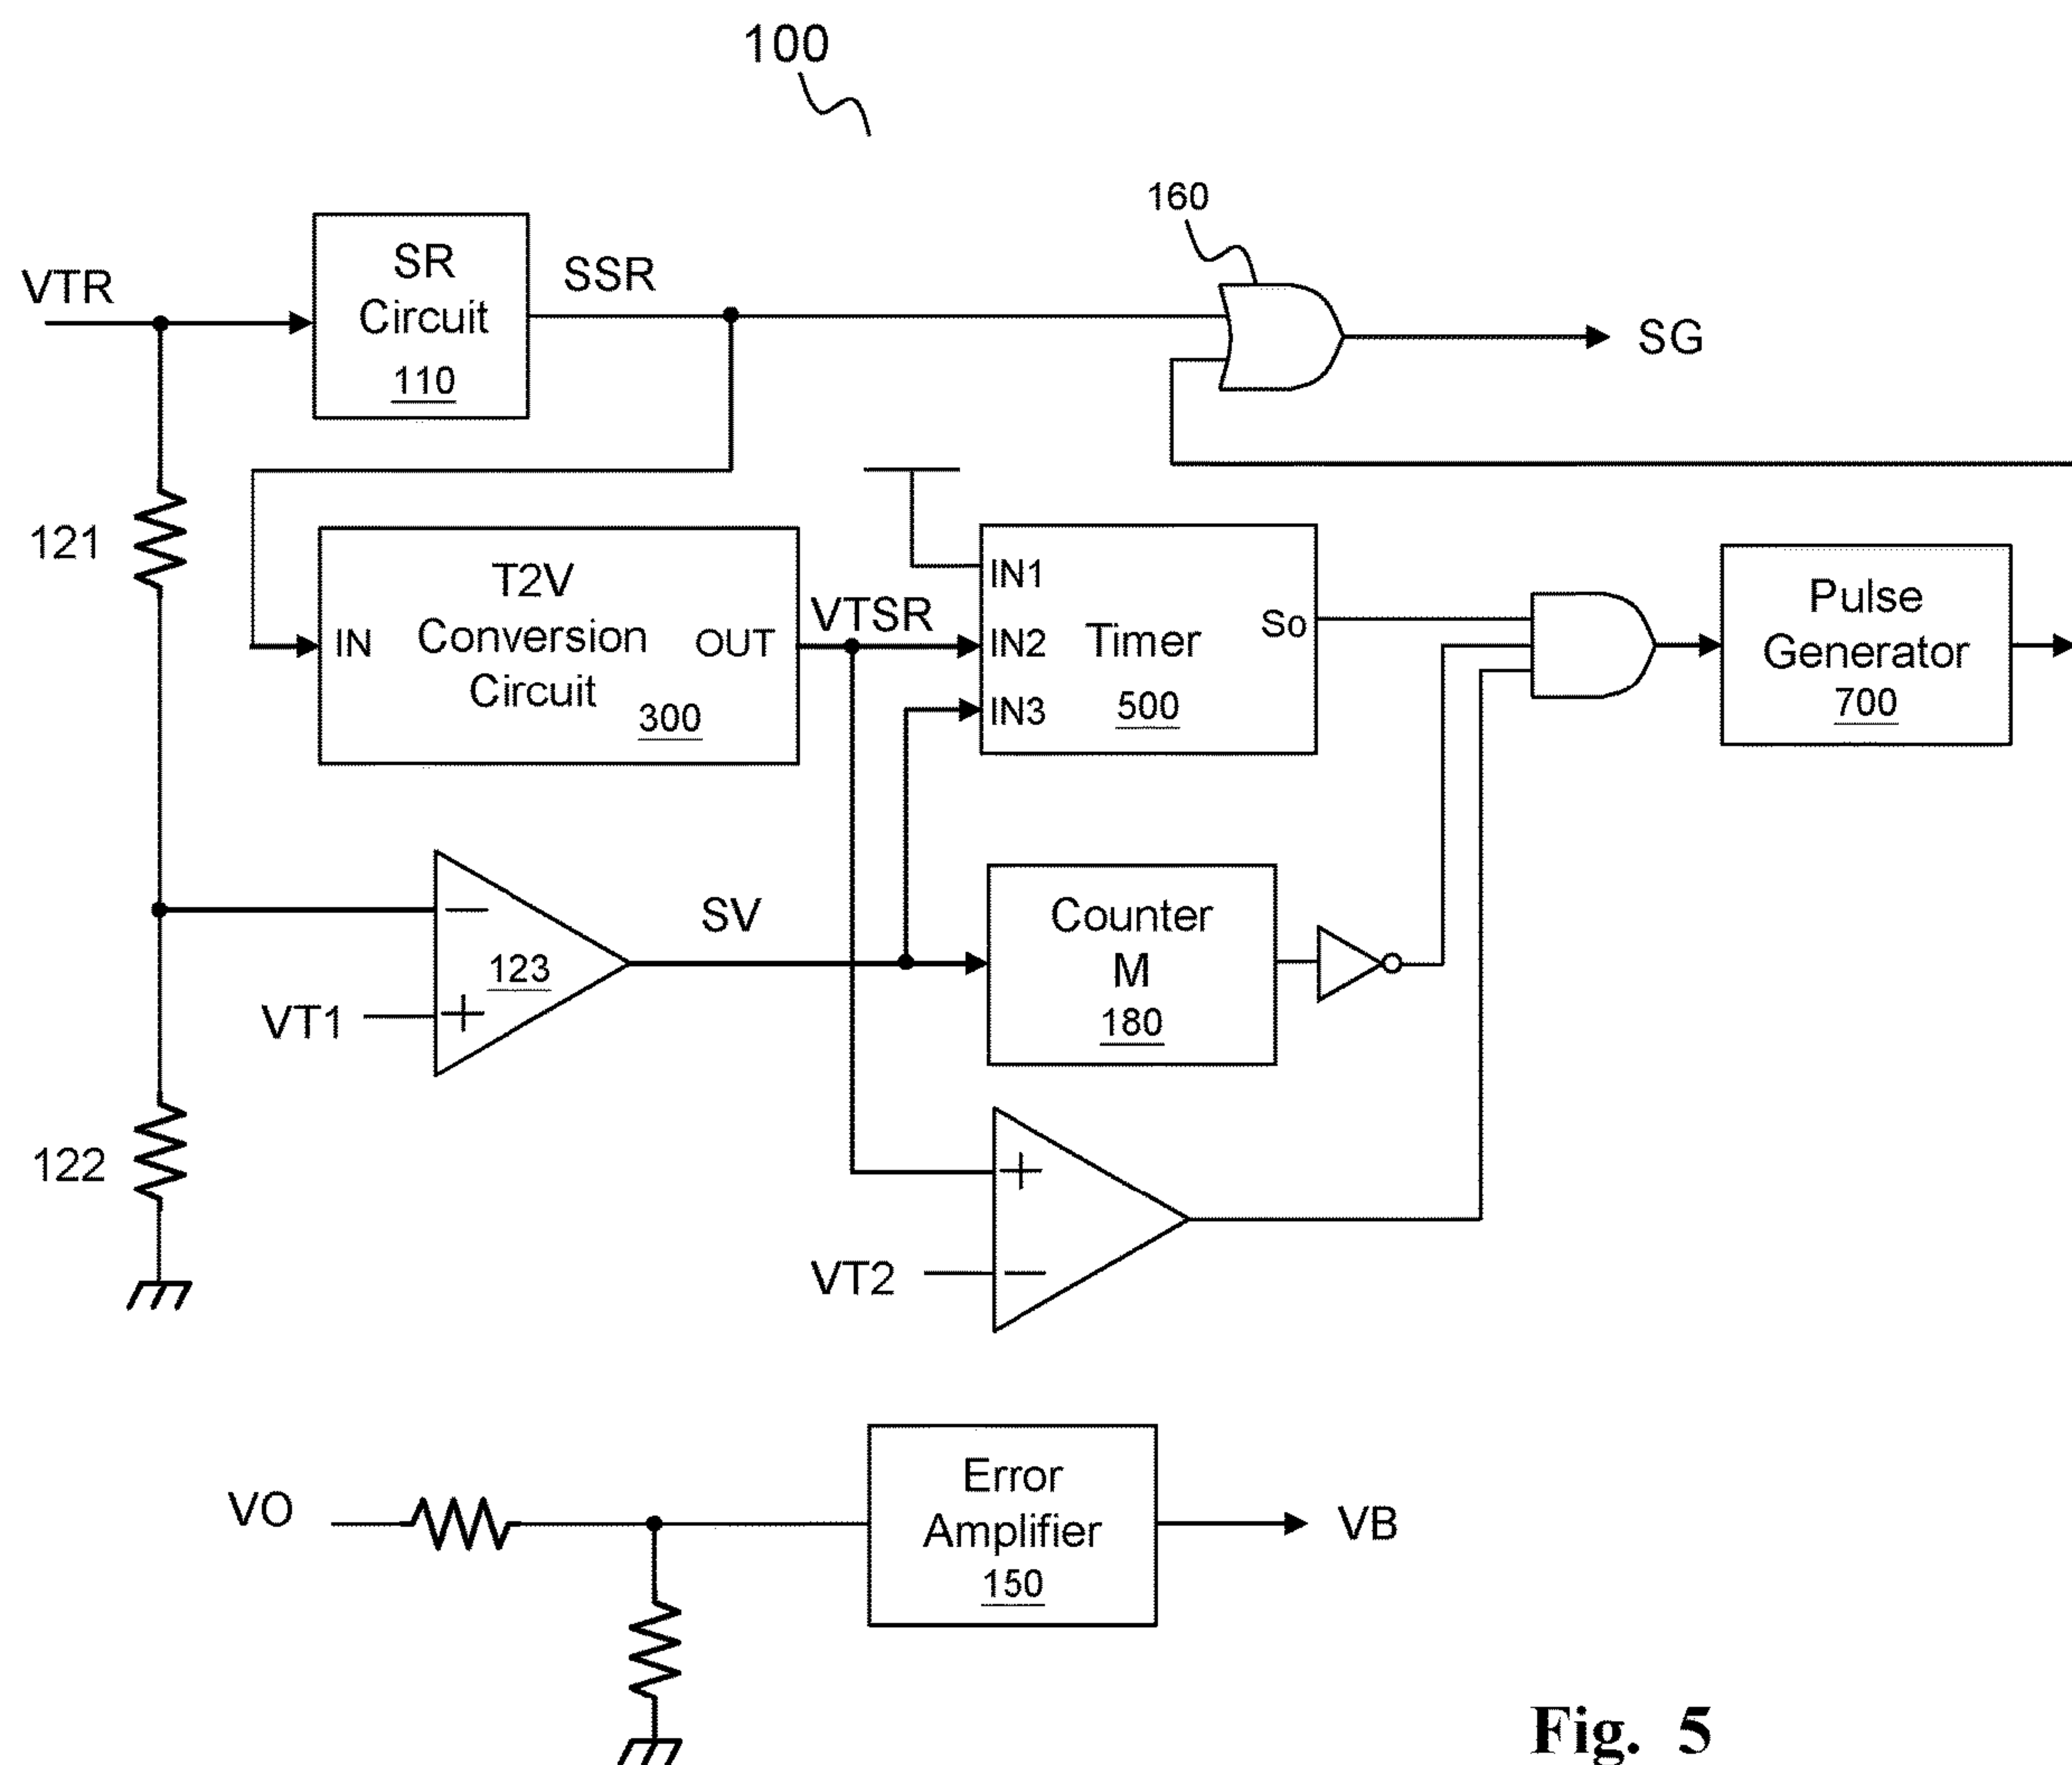 100
160
VTR
SR
Circuit
110
SSR
SG
121
T2V
Conversion
Circuit
IN
OUT
300
VTSR
IN1
IN2
IN3
Timer
500
So
Pulse
Generator
700
−
+
123
VT1
SV
Counter
M
180
122
+
−
VT2
VO
Error
Amplifier
150
VB
Fig. 5